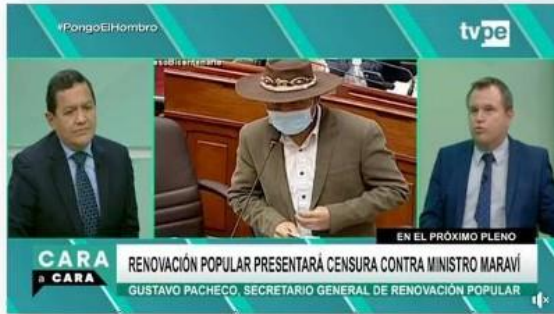 #PongoElHombro
tvpe
esoBicentenario
EN EL PRÓXIMO PLENO
CARA
a CARA
RENOVACIÓN POPULAR PRESENTARÁ CENSURA CONTRA MINISTRO MARAVÍ
GUSTAVO PACHECO, SECRETARIO GENERAL DE RENOVACIÓN POPULAR